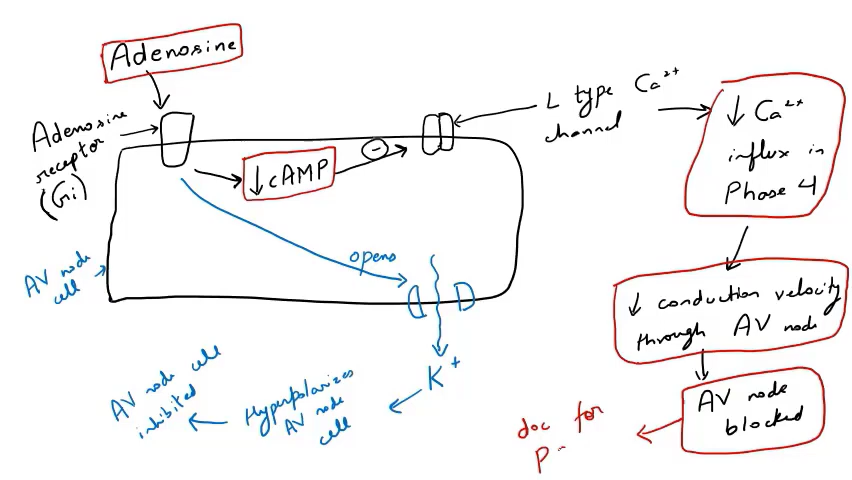 Adenosine
Adenosine
receptor
(Gi)
↓cAMP
-
L type Ca²⁺
channel
↓ Ca²⁺
influx in
Phase 4
AV node
cell
opens
K⁺
↓ conduction velocity
through AV node
AV node
blocked
Hyperpolarizes
AV node
cell
AV node cell
inhibited
doc for
P